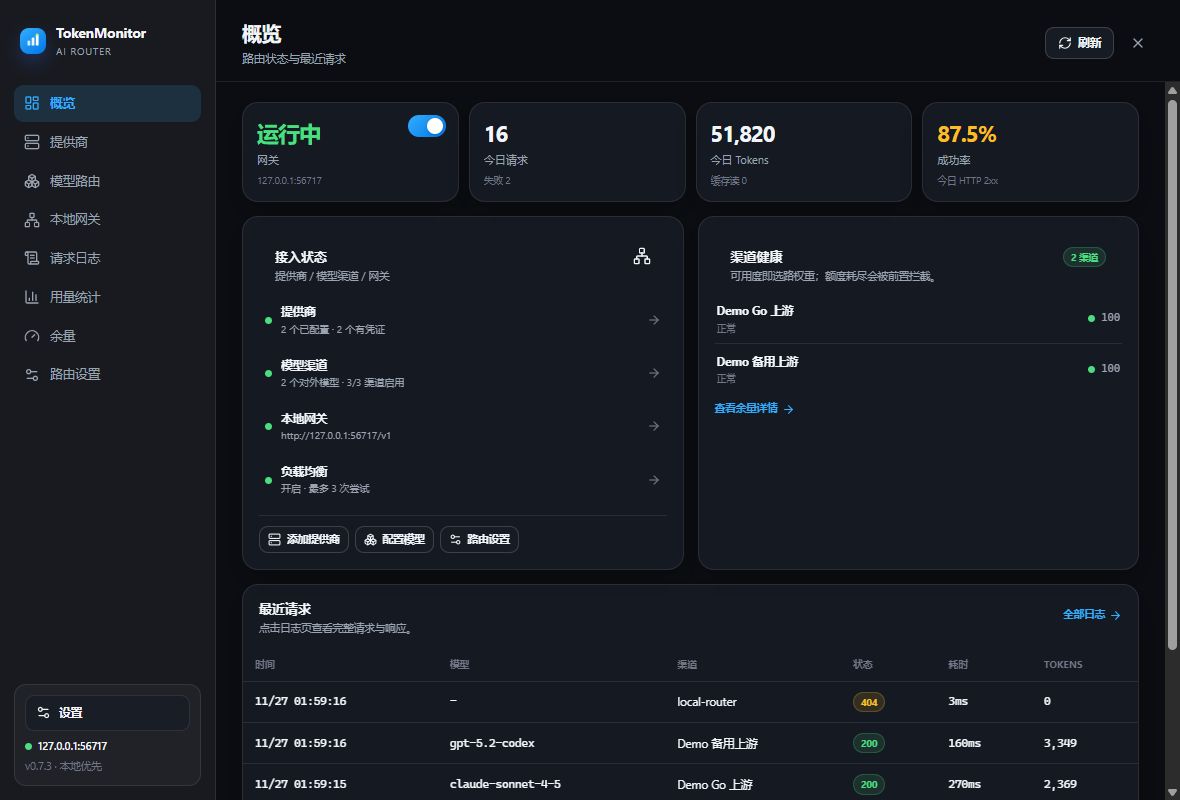 TokenMonitor
AI ROUTER
概览
提供商
模型路由
本地网关
请求日志
用量统计
余量
路由设置
设置
127.0.0.1:56717
v0.7.3 · 本地优先
概览
路由状态与最近请求
刷新
运行中
网关
127.0.0.1:56717
16
今日请求
失败 2
51,820
今日 Tokens
缓存读 0
87.5%
成功率
今日 HTTP 2xx
接入状态
提供商 / 模型渠道 / 网关
提供商
2 个已配置 · 2 个有凭证
模型渠道
2 个对外模型 · 3/3 渠道启用
本地网关
http://127.0.0.1:56717/v1
负载均衡
开启 · 最多 3 次尝试
添加提供商 配置模型 路由设置
渠道健康
2 渠道
可用度即选路权重；额度耗尽会被前置拦截。
Demo Go 上游
正常
100
Demo 备用上游
正常
100
查看余量详情 →
最近请求
点击日志页查看完整请求与响应。
全部日志 →
时间 模型 渠道 状态 耗时 TOKENS
11/27 01:59:16 — local-router 404 3ms 0
11/27 01:59:16 gpt-5.2-codex Demo 备用上游 200 160ms 3,349
11/27 01:59:15 claude-sonnet-4-5 Demo Go 上游 200 270ms 2,369